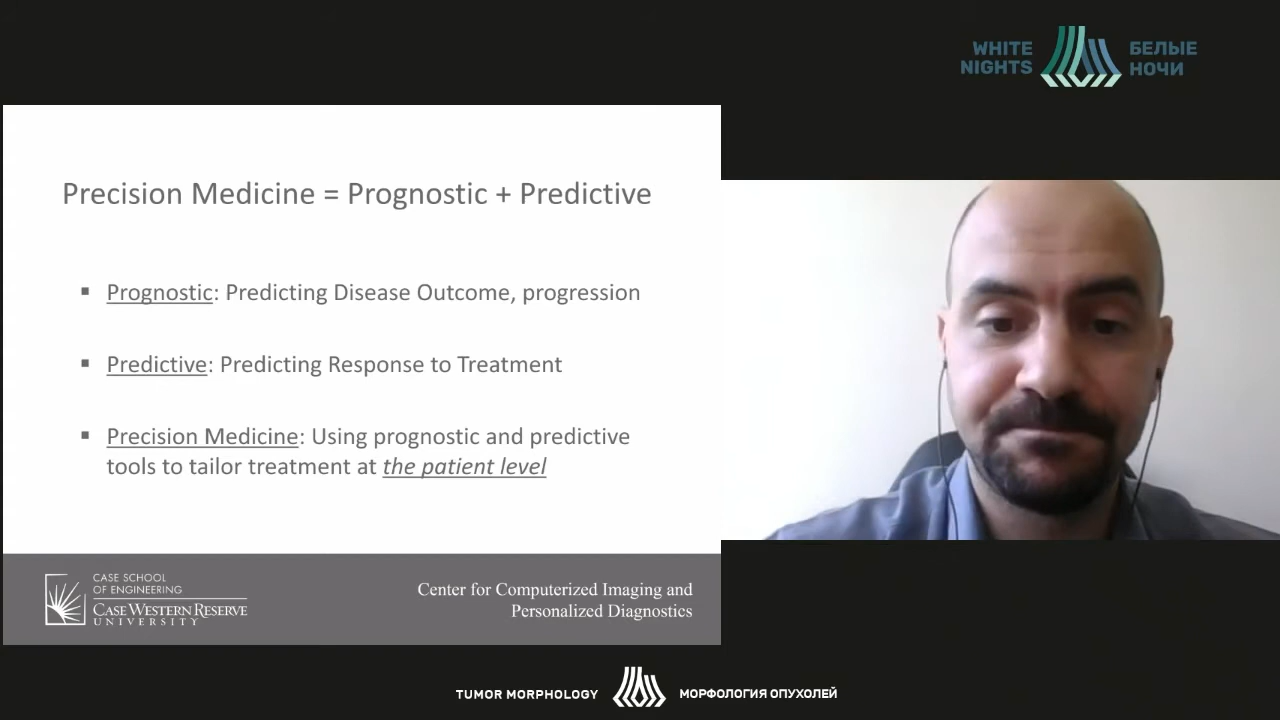 WHITE
NIGHTS
БЕЛЫЕ
НОЧИ
Precision Medicine = Prognostic + Predictive
▪ Prognostic: Predicting Disease Outcome, progression
▪ Predictive: Predicting Response to Treatment
▪ Precision Medicine: Using prognostic and predictive
tools to tailor treatment at the patient level
CASE SCHOOL
OF ENGINEERING
CASE WESTERN RESERVE
UNIVERSITY
Center for Computerized Imaging and
Personalized Diagnostics
TUMOR MORPHOLOGY
МОРФОЛОГИЯ ОПУХОЛЕЙ